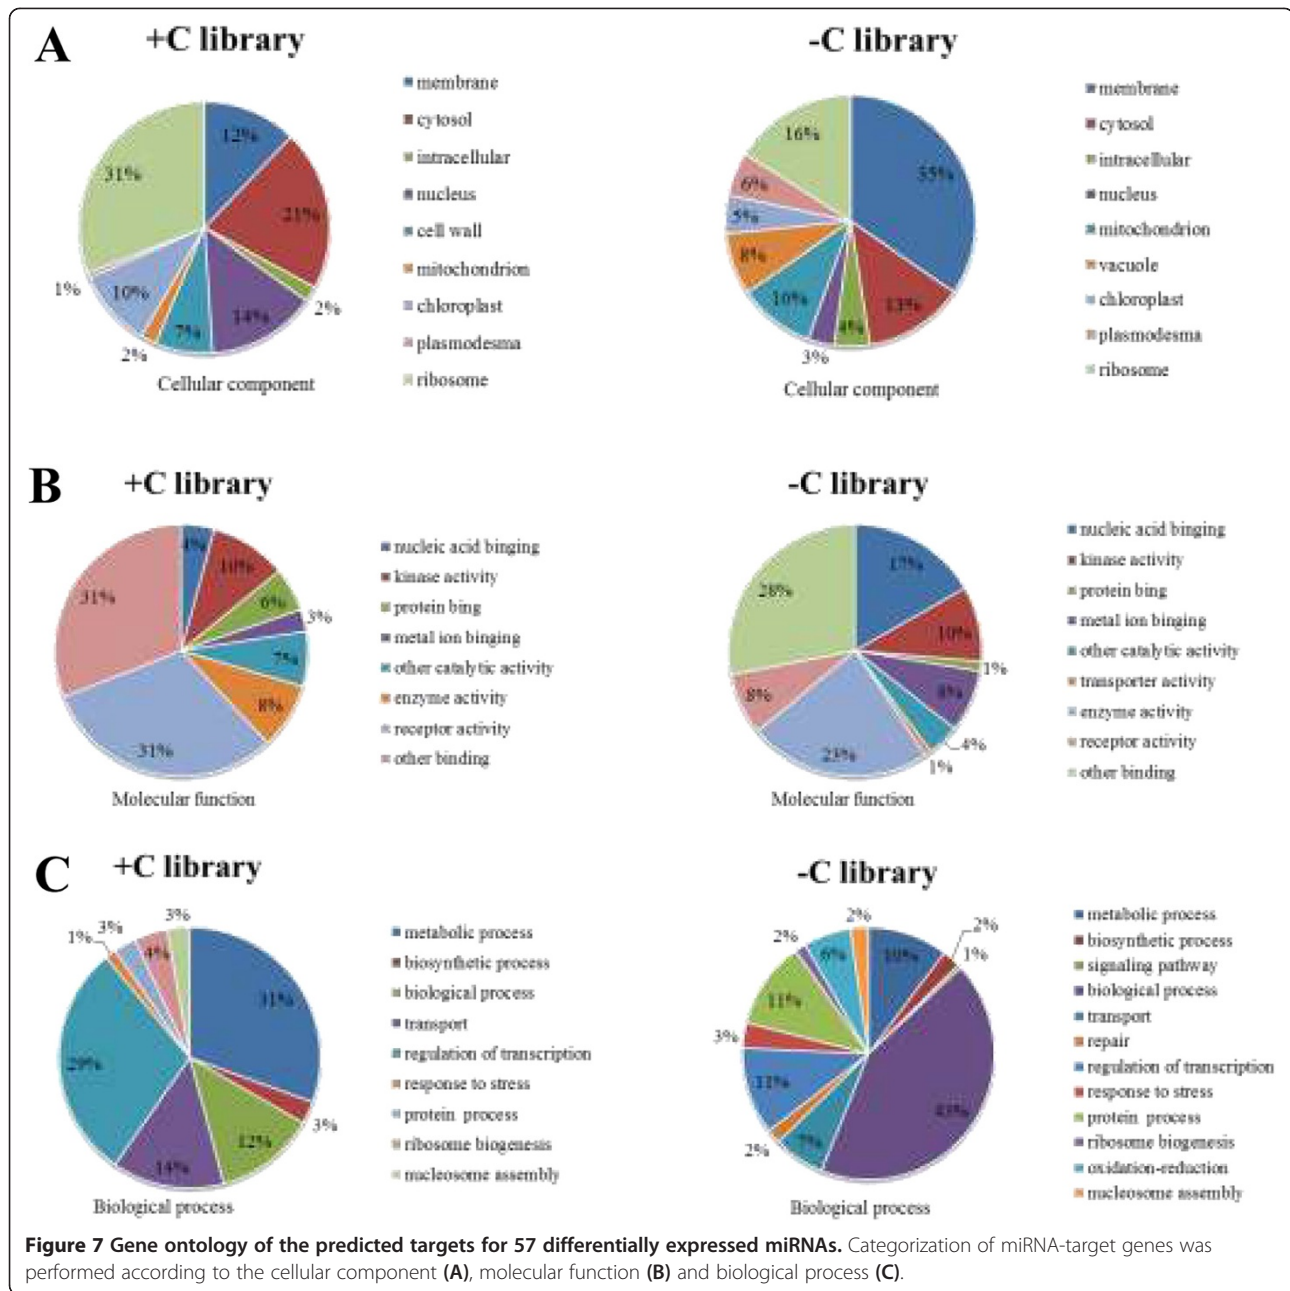 A
+C library
12%
21%
2%
14%
7%
2%
10%
1%
31%
membrane
cytosol
intracellular
nucleus
cell wall
mitochondrion
chloroplast
plasmodesma
ribosome
Cellular component
-C library
35%
13%
4%
3%
10%
8%
5%
6%
16%
membrane
cytosol
intracellular
nucleus
mitochondrion
vacuole
chloroplast
plasmodesma
ribosome
Cellular component
B
+C library
4%
10%
6%
3%
7%
8%
31%
31%
nucleic acid binging
kinase activity
protein bing
metal ion binging
other catalytic activity
enzyme activity
receptor activity
other binding
Molecular function
-C library
17%
10%
1%
8%
4%
1%
23%
8%
28%
nucleic acid binging
kinase activity
protein bing
metal ion binging
other catalytic activity
transporter activity
enzyme activity
receptor activity
other binding
Molecular function
C
+C library
31%
3%
12%
14%
29%
1%
3%
4%
3%
metabolic process
biosynthetic process
biological process
transport
regulation of transcription
response to stress
protein process
ribosome biogenesis
nucleosome assembly
Biological process
-C library
10%
2%
1%
43%
7%
2%
11%
3%
11%
2%
6%
2%
metabolic process
biosynthetic process
signaling pathway
biological process
transport
repair
regulation of transcription
response to stress
protein process
ribosome biogenesis
oxidation-reduction
nucleosome assembly
Biological process
Figure 7 Gene ontology of the predicted targets for 57 differentially expressed miRNAs. Categorization of miRNA-target genes was
performed according to the cellular component (A), molecular function (B) and biological process (C).